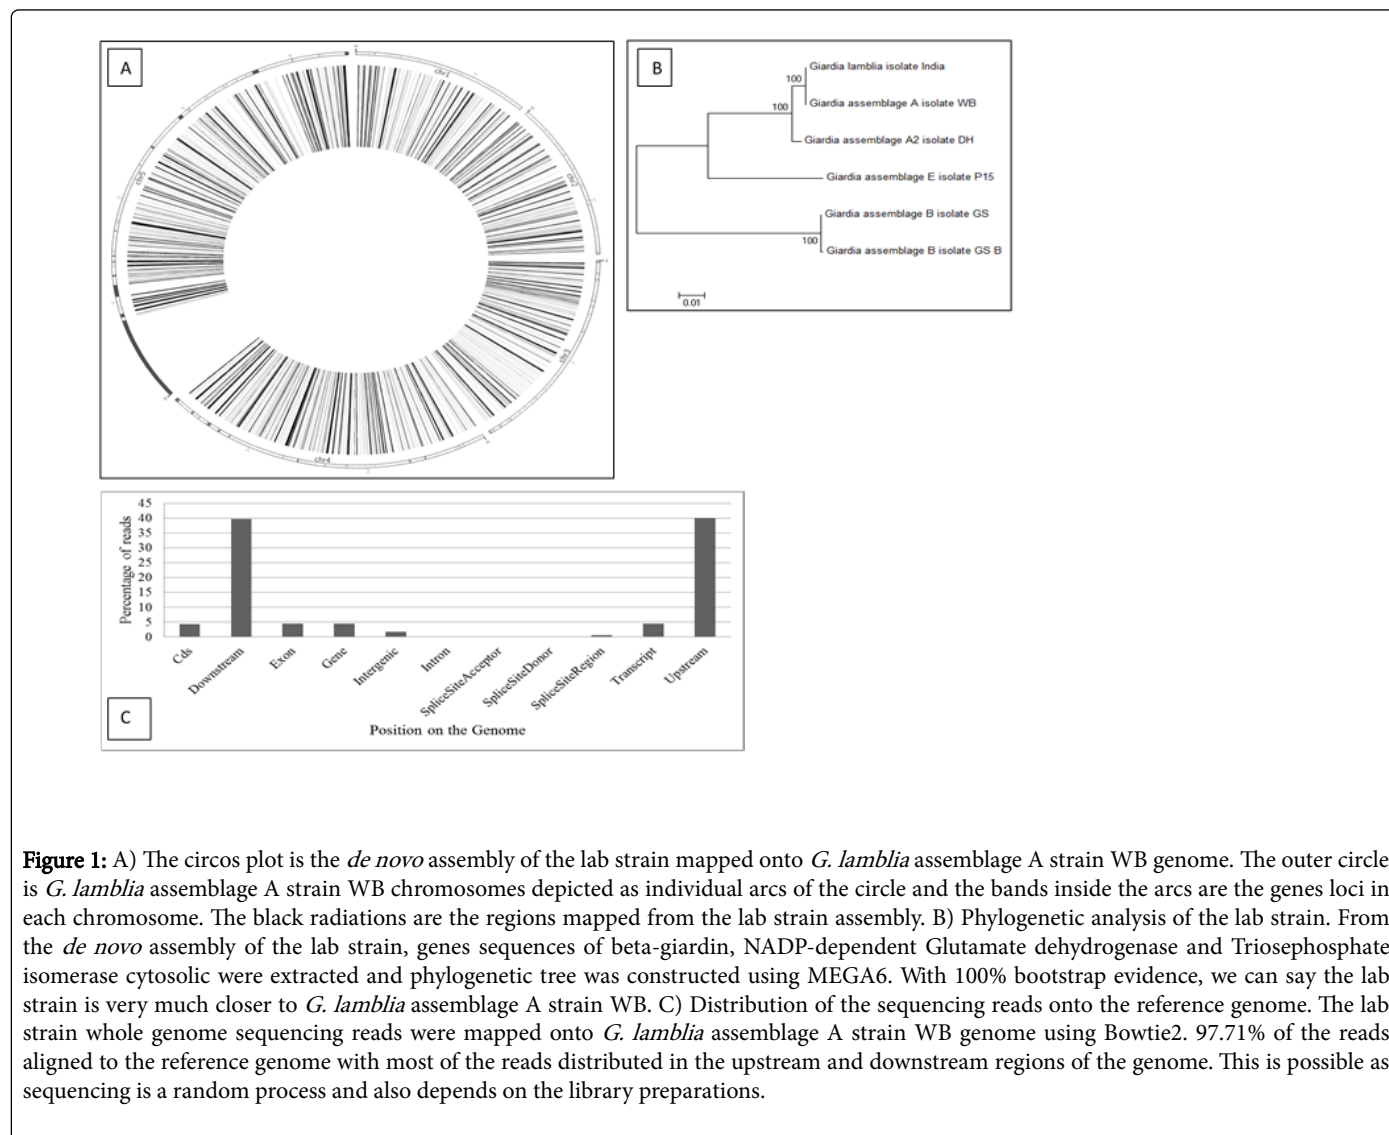 A
chr1
chr2
chr3
chr4
chr5
B
Giardia lamblia isolate India
100
Giardia assemblage A isolate WB
100
Giardia assemblage A2 isolate DH
Giardia assemblage E isolate P15
Giardia assemblage B isolate GS
100
Giardia assemblage B isolate GS B
0.01
Percentage of reads
45
40
35
30
25
20
15
10
5
0
Cds
Downstream
Exon
Gene
Intergenic
Intron
SpliceSiteAcceptor
SpliceSiteDonor
SpliceSiteRegion
Transcript
Upstream
Position on the Genome
C
Figure 1: A) The circos plot is the de novo assembly of the lab strain mapped onto G. lamblia assemblage A strain WB genome. The outer circle
is G. lamblia assemblage A strain WB chromosomes depicted as individual arcs of the circle and the bands inside the arcs are the genes loci in
each chromosome. The black radiations are the regions mapped from the lab strain assembly. B) Phylogenetic analysis of the lab strain. From
the de novo assembly of the lab strain, genes sequences of beta-giardin, NADP-dependent Glutamate dehydrogenase and Triosephosphate
isomerase cytosolic were extracted and phylogenetic tree was constructed using MEGA6. With 100% bootstrap evidence, we can say the lab
strain is very much closer to G. lamblia assemblage A strain WB. C) Distribution of the sequencing reads onto the reference genome. The lab
strain whole genome sequencing reads were mapped onto G. lamblia assemblage A strain WB genome using Bowtie2. 97.71% of the reads
aligned to the reference genome with most of the reads distributed in the upstream and downstream regions of the genome. This is possible as
sequencing is a random process and also depends on the library preparations.